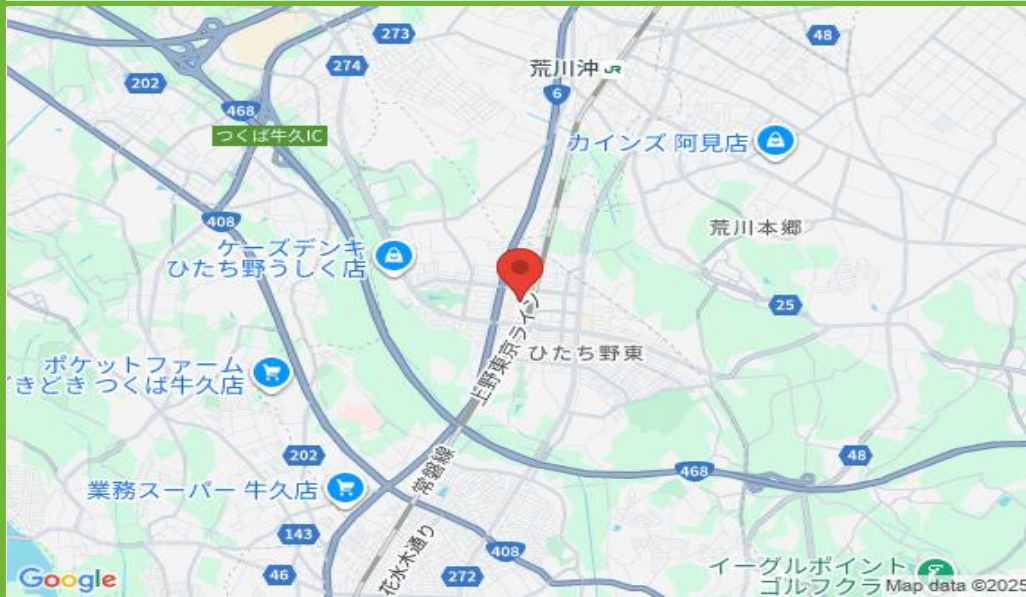 273
48
274
荒川沖 JR
202
6
468
つくば牛久IC
カインズ 阿見店
408
荒川本郷
ケーズデンキ
ひたち野うしく店
25
上野東京ライン
ひたち野東
ポケットファーム
どきどき つくば牛久店
202
常磐線
48
468
業務スーパー 牛久店
143
花水木通り
408
46
272
イーグルポイント
ゴルフクラ
Google
Map data ©2025